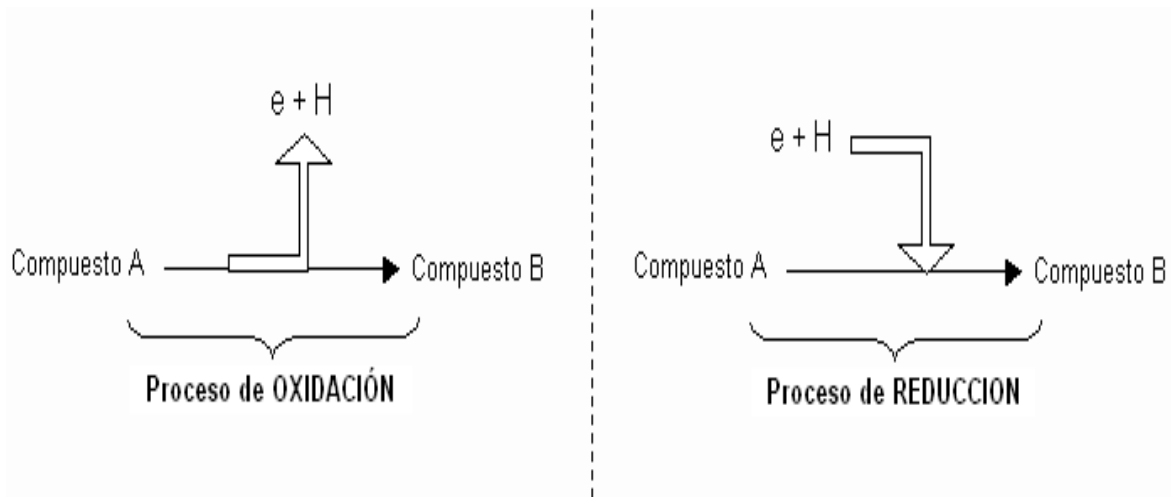 e + H
Compuesto A
Compuesto B
Proceso de OXIDACIÓN
e + H
Compuesto A
Compuesto B
Proceso de REDUCCION